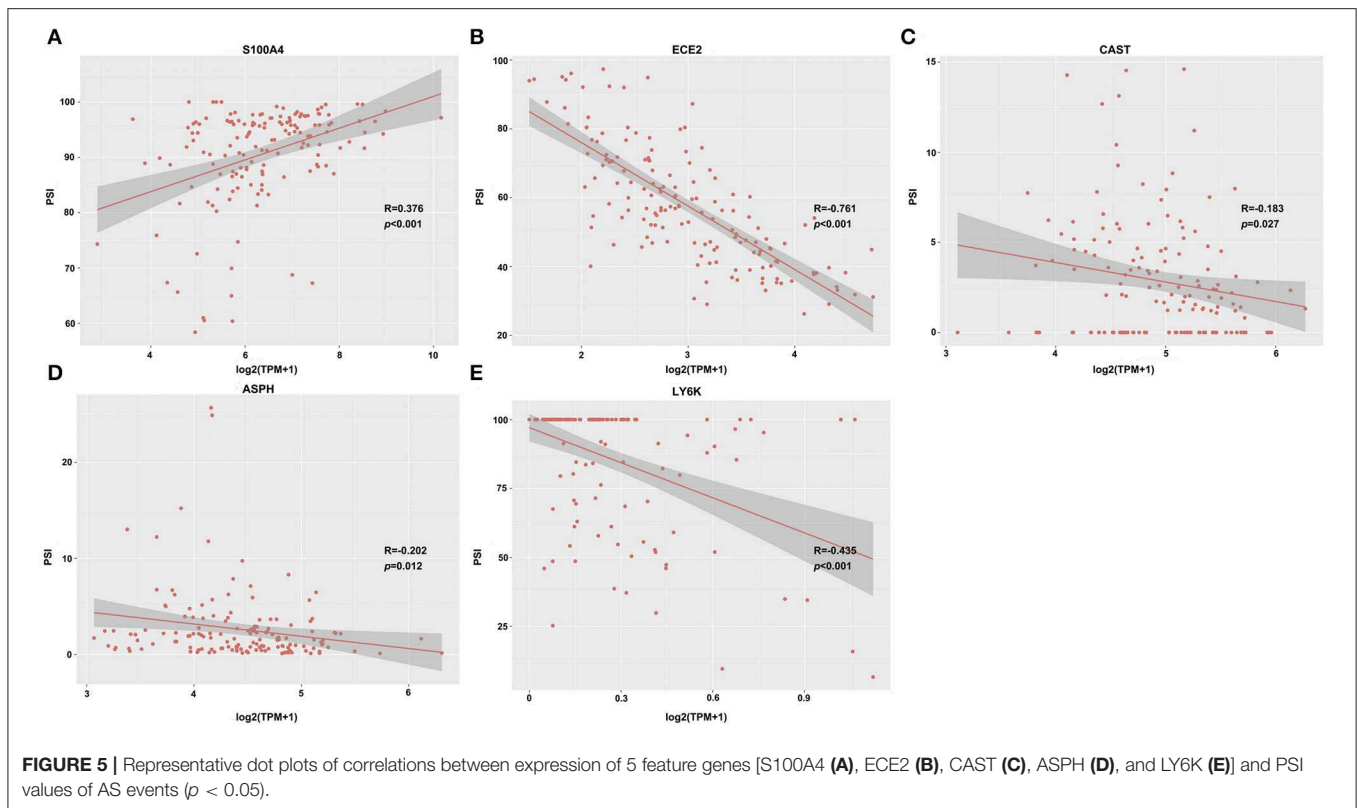 A
S100A4
100
90
80
70
60
PSI
R=0.376
p<0.001
4
6
8
10
log2(TPM+1)
B
ECE2
100
80
60
40
20
PSI
R=-0.761
p<0.001
2
3
4
log2(TPM+1)
C
CAST
15
10
5
0
PSI
R=-0.183
p=0.027
3
4
5
6
log2(TPM+1)
D
ASPH
20
10
0
PSI
R=-0.202
p=0.012
3
4
5
6
log2(TPM+1)
E
LY6K
100
75
50
25
PSI
R=-0.435
p<0.001
0
0.3
0.6
0.9
log2(TPM+1)
FIGURE 5 | Representative dot plots of correlations between expression of 5 feature genes [S100A4 (A), ECE2 (B), CAST (C), ASPH (D), and LY6K (E)] and PSI
values of AS events (p < 0.05).